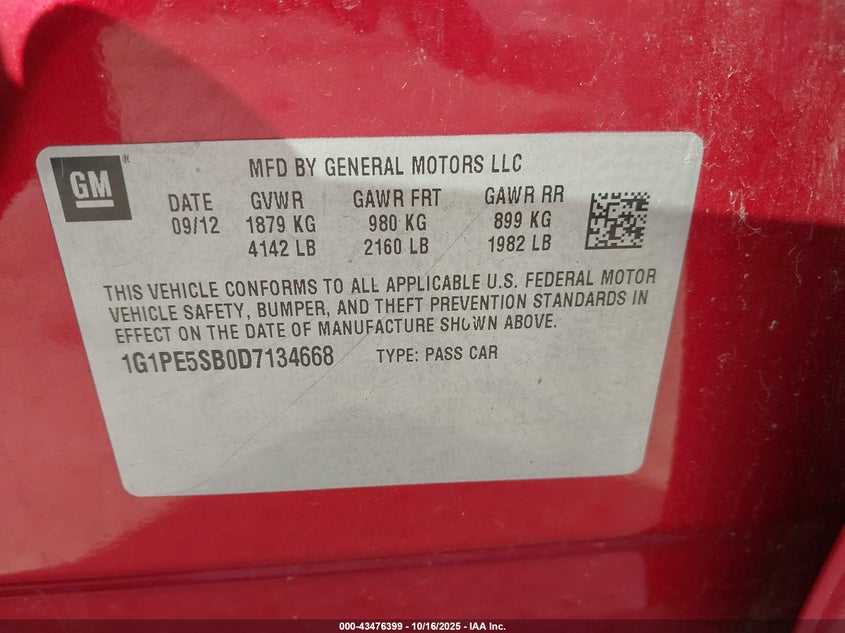 GM®
MFD BY GENERAL MOTORS LLC
DATE GVWR GAWR FRT GAWR RR
09/12 1879 KG 980 KG 899 KG
4142 LB 2160 LB 1982 LB
THIS VEHICLE CONFORMS TO ALL APPLICABLE U.S. FEDERAL MOTOR
VEHICLE SAFETY, BUMPER, AND THEFT PREVENTION STANDARDS IN
EFFECT ON THE DATE OF MANUFACTURE SHOWN ABOVE.
1G1PE5SB0D7134668 TYPE: PASS CAR
000-43476399 - 10/16/2025 - IAA Inc.